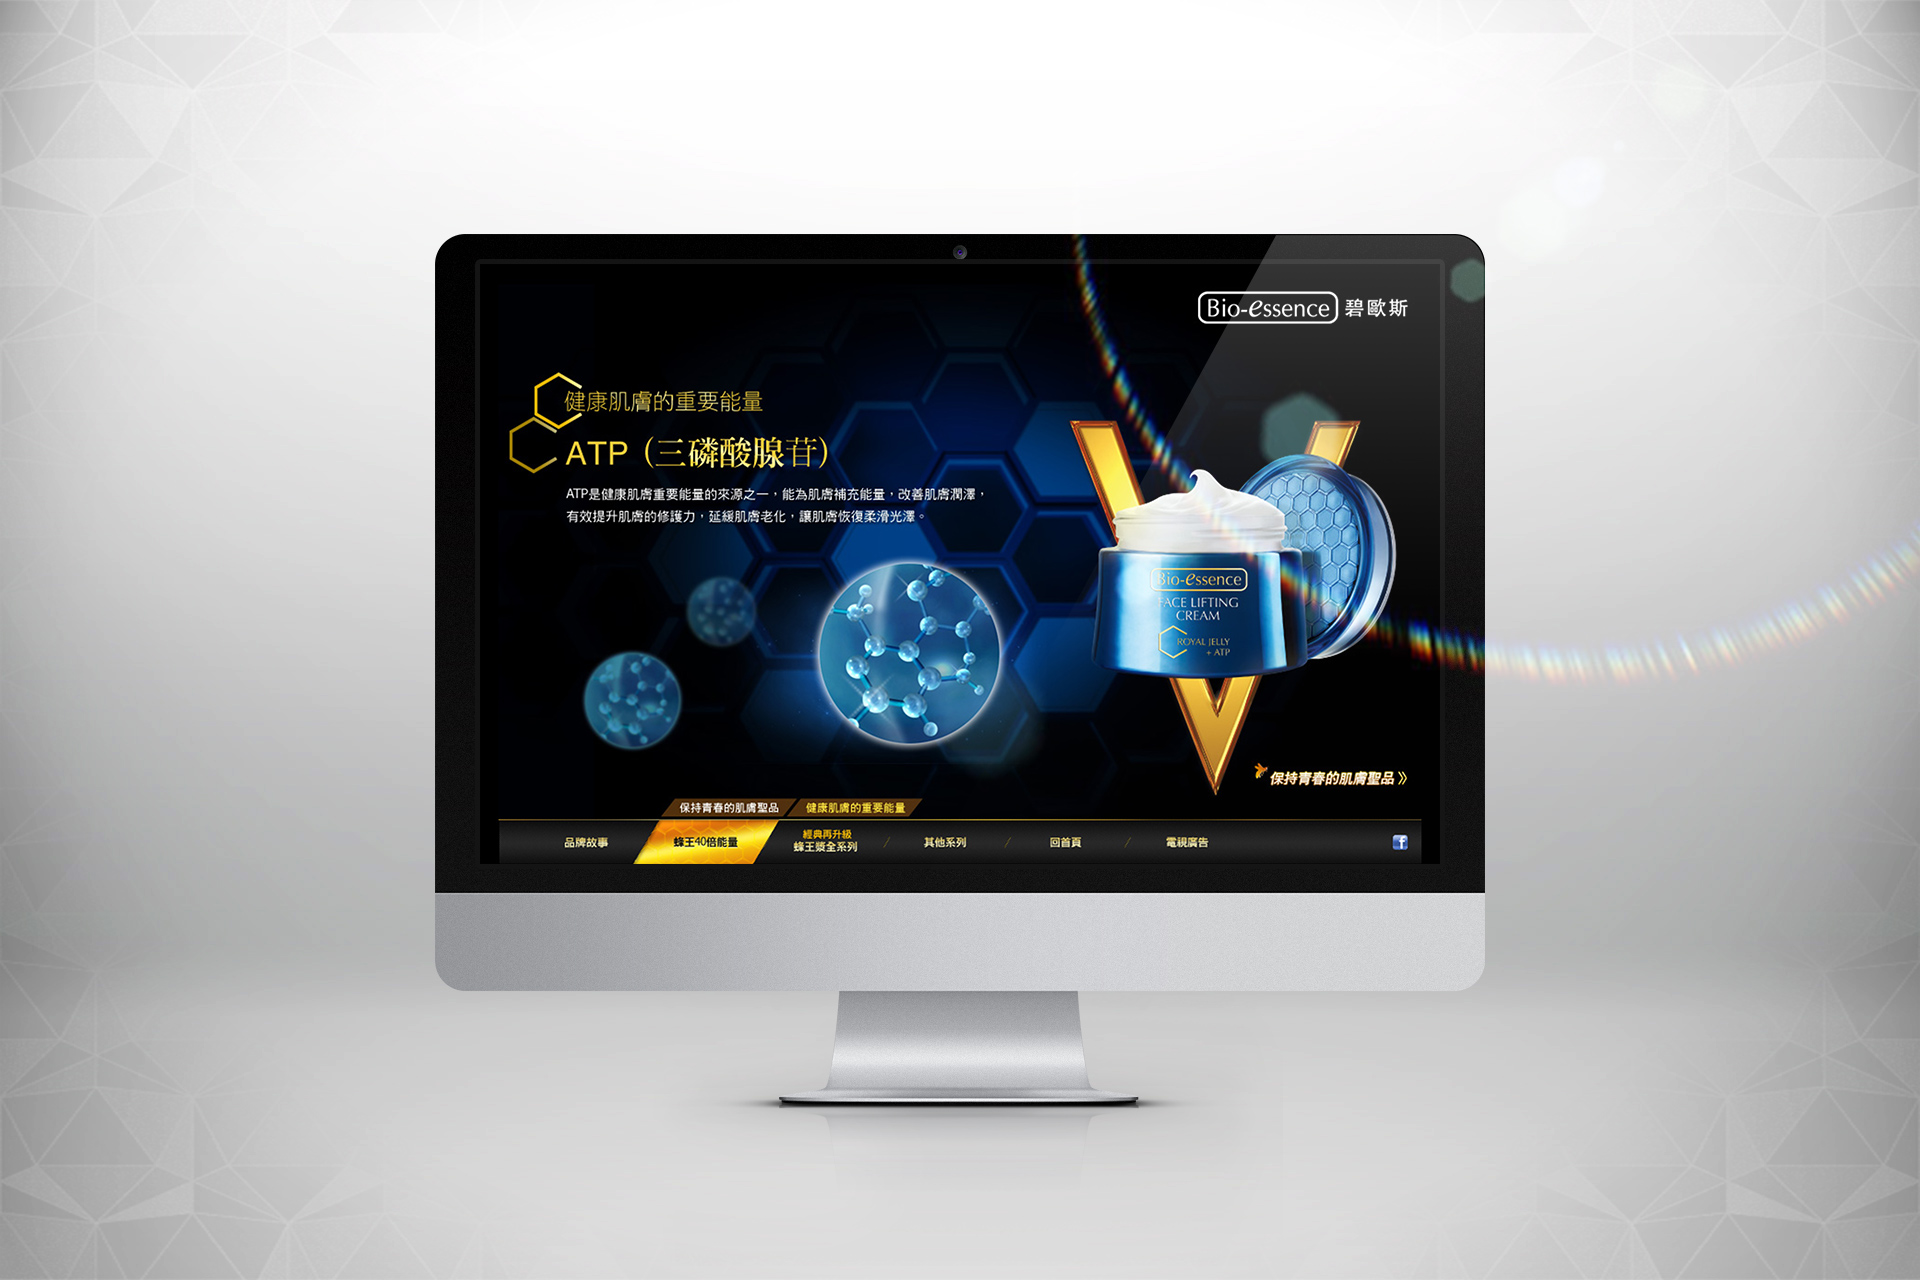 Bio-essence 碧歐斯
健康肌膚的重要能量
ATP（三磷酸腺苷）
ATP是健康肌膚重要能量的來源之一，能為肌膚補充能量，改善肌膚潤澤，
有效提升肌膚的修護力，延緩肌膚老化，讓肌膚恢復柔滑光澤。
Bio-essence
FACE LIFTING
CREAM
ROYAL JELLY
+ ATP
保持青春的肌膚聖品》
保持青春的肌膚聖品 健康肌膚的重要能量
品牌故事
蜂王40倍能量
經典再升級
蜂王漿全系列
/ 其他系列 / 回首頁 / 電視廣告
f